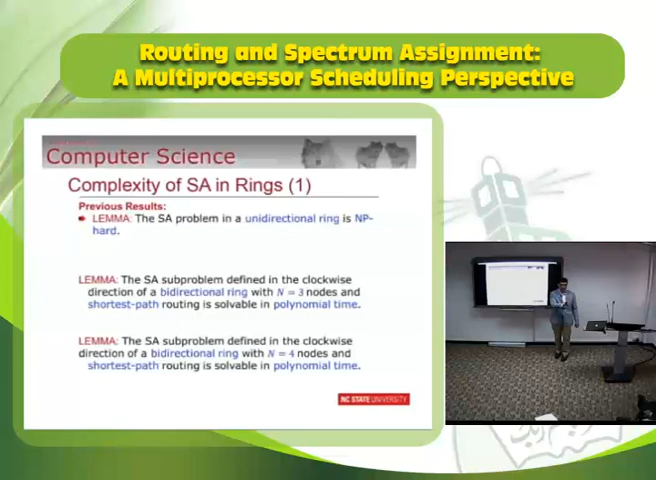 Routing and Spectrum Assignment:
A Multiprocessor Scheduling Perspective
Computer Science
Complexity of SA in Rings (1)
Previous Results:
LEMMA: The SA problem in a unidirectional ring is NP-
hard.
LEMMA: The SA subproblem defined in the clockwise
direction of a bidirectional ring with N = 3 nodes and
shortest-path routing is solvable in polynomial time.
LEMMA: The SA subproblem defined in the clockwise
direction of a bidirectional ring with N = 4 nodes and
shortest-path routing is solvable in polynomial time.
NC STATE UNIVERSITY